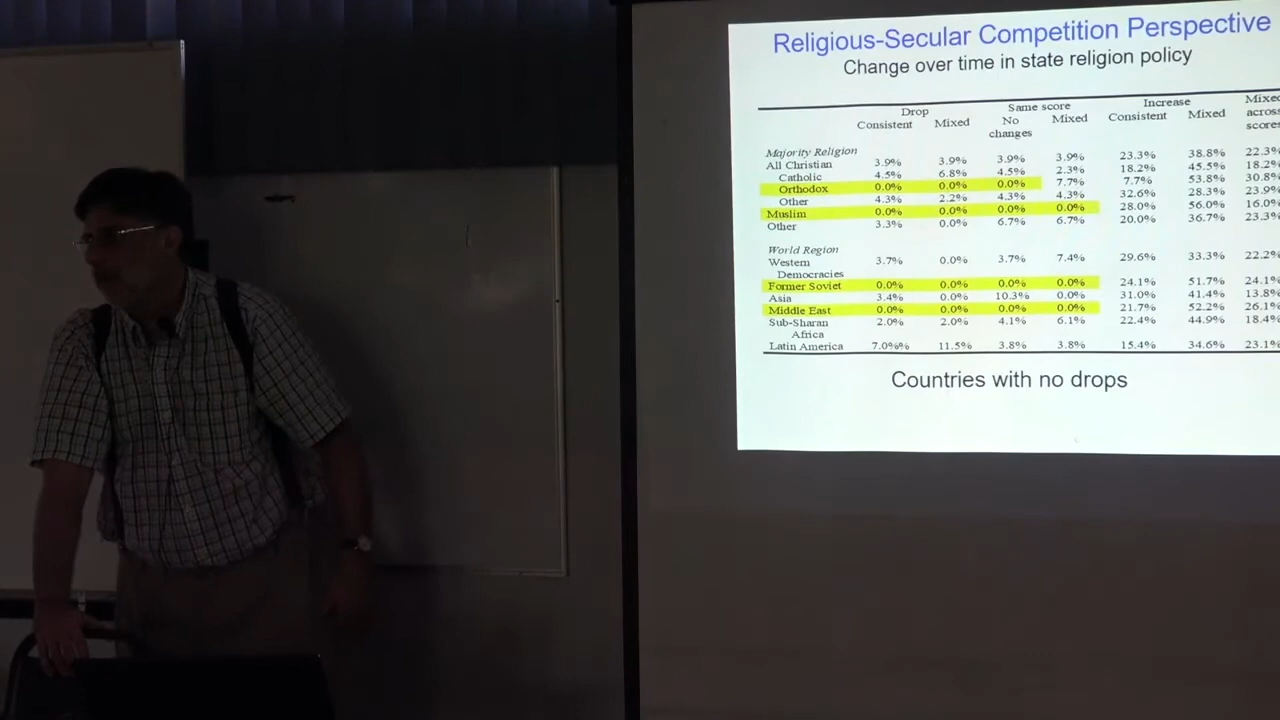 Religious-Secular Competition Perspective
Change over time in state religion policy
Drop Same score Increase Mixed across scores
Consistent Mixed No changes Mixed Consistent Mixed
Majority Religion
All Christian 3.9% 3.9% 3.9% 3.9% 23.3% 38.8% 22.3%
Catholic 4.5% 6.8% 4.5% 2.3% 18.2% 45.5% 18.2%
Orthodox 0.0% 0.0% 0.0% 7.7% 7.7% 53.8% 30.8%
Other 4.3% 2.2% 4.3% 4.3% 32.6% 28.3% 23.9%
Muslim 0.0% 0.0% 0.0% 0.0% 28.0% 56.0% 16.0%
Other 3.3% 0.0% 6.7% 6.7% 20.0% 36.7% 23.3%
World Region
Western Democracies 3.7% 0.0% 3.7% 7.4% 29.6% 33.3% 22.2%
Former Soviet 0.0% 0.0% 0.0% 0.0% 24.1% 51.7% 24.1%
Asia 3.4% 0.0% 10.3% 0.0% 31.0% 41.4% 13.8%
Middle East 0.0% 0.0% 0.0% 0.0% 21.7% 52.2% 26.1%
Sub-Sharan Africa 2.0% 2.0% 4.1% 6.1% 22.4% 44.9% 18.4%
Latin America 7.0%% 11.5% 3.8% 3.8% 15.4% 34.6% 23.1%
Countries with no drops